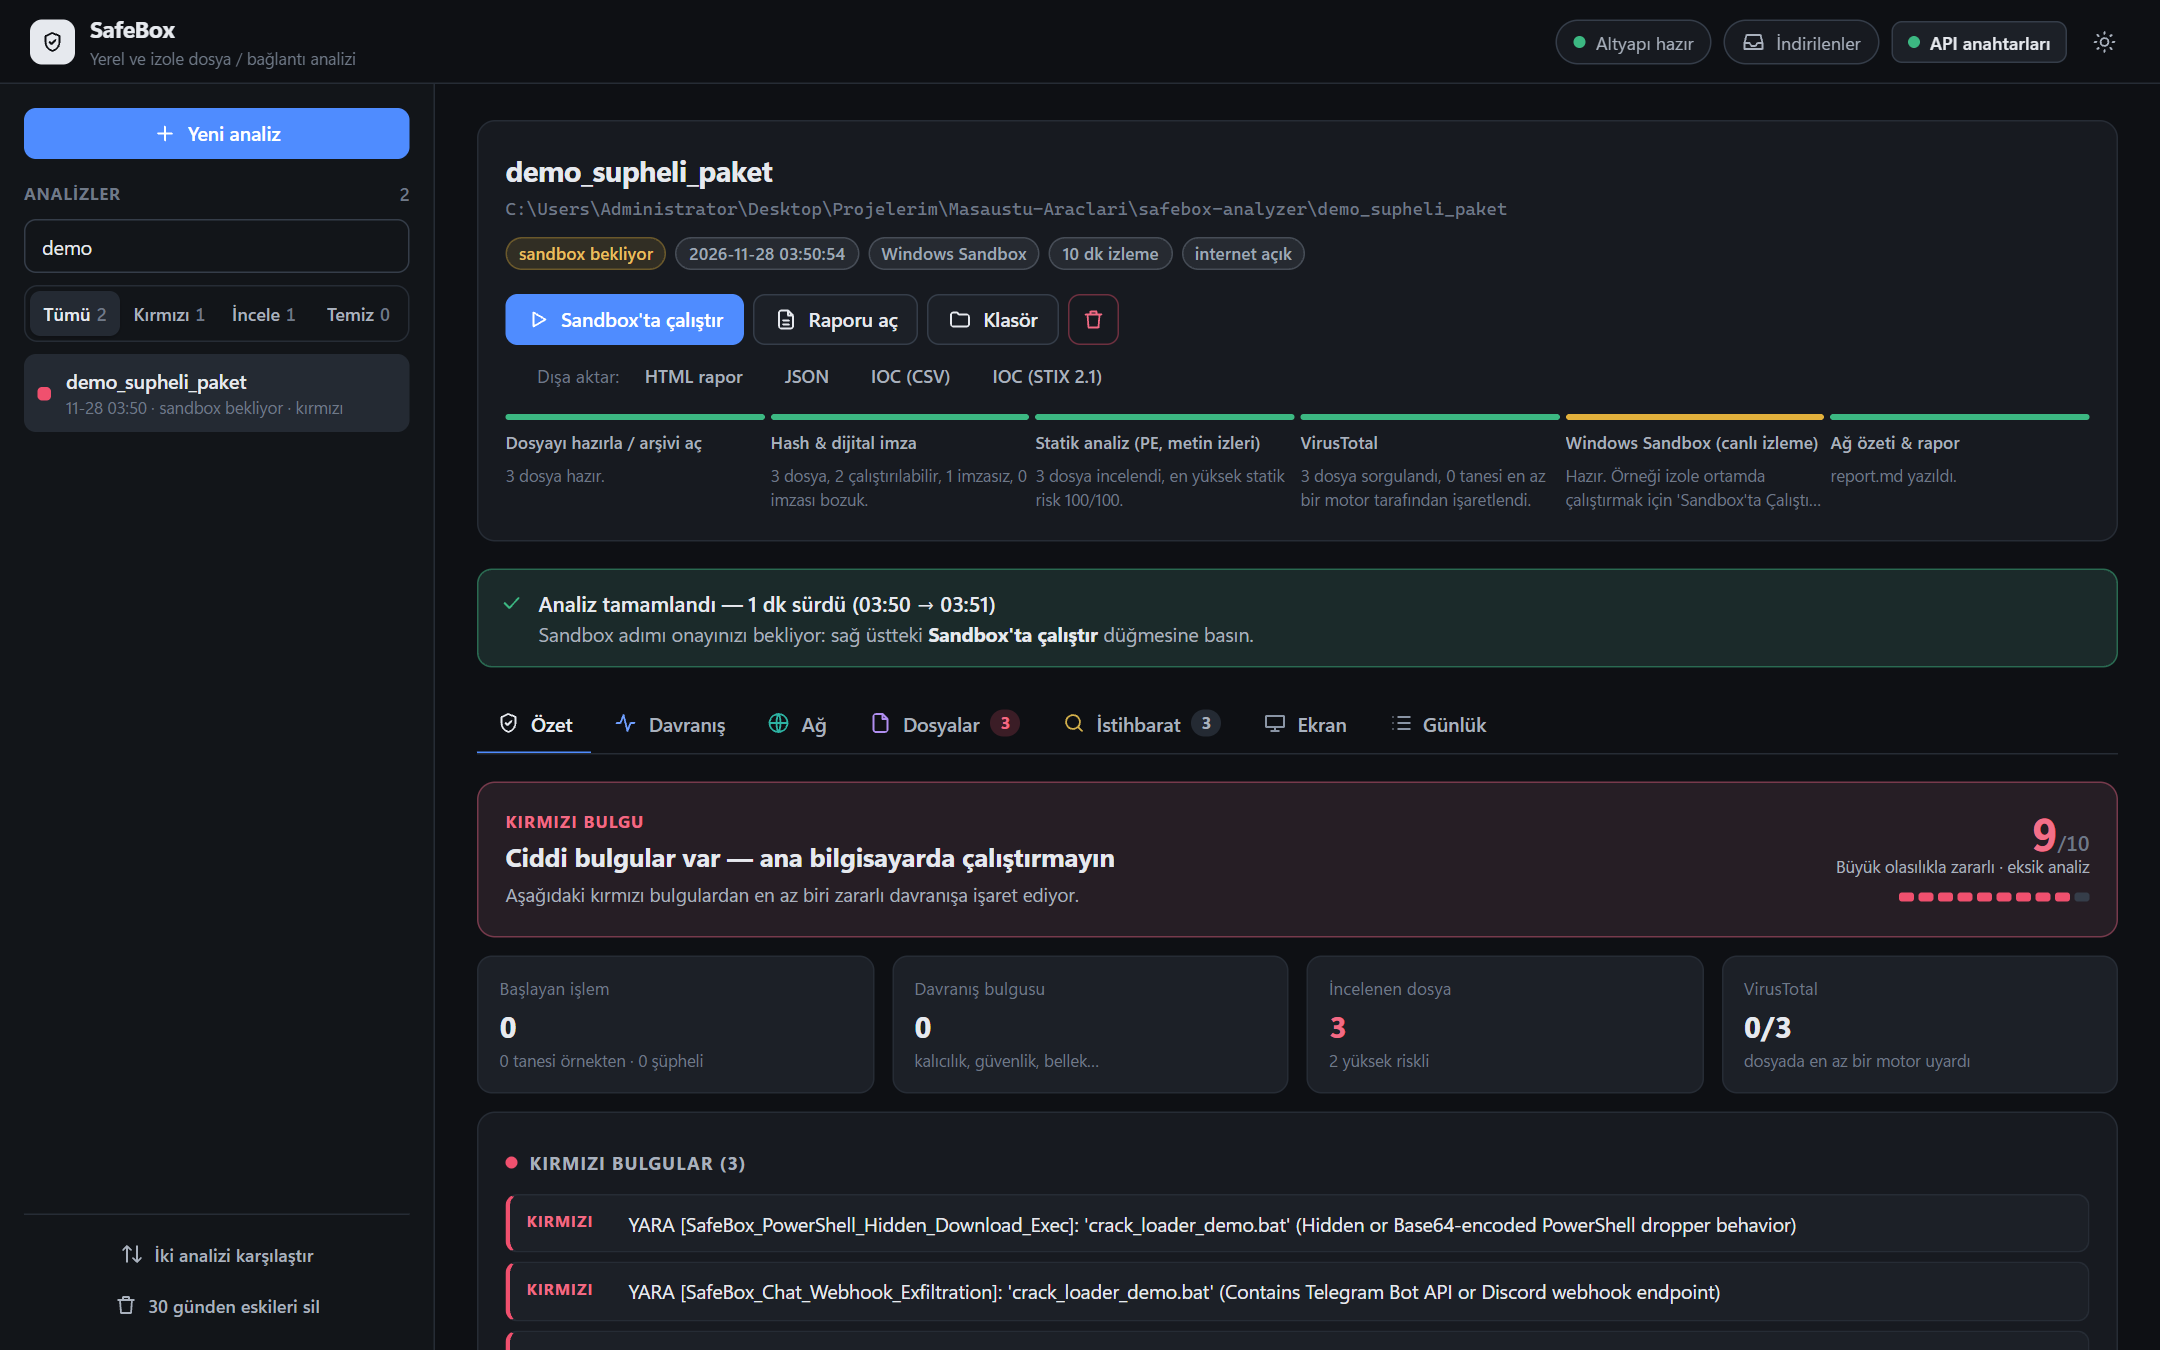 SafeBox
Yerel ve izole dosya / bağlantı analizi
Altyapı hazır
İndirilenler
API anahtarları
Yeni analiz
ANALİZLER 2
demo
Tümü 2 Kırmızı 1 İncele 1 Temiz 0
demo_supheli_paket
11-28 03:50 · sandbox bekliyor · kırmızı
İki analizi karşılaştır
30 günden eskileri sil
demo_supheli_paket
C:\Users\Administrator\Desktop\Projelerim\Masaustu-Araclari\safebox-analyzer\demo_supheli_paket
sandbox bekliyor 2026-11-28 03:50:54 Windows Sandbox 10 dk izleme internet açık
Sandbox'ta çalıştır Raporu aç Klasör
Dışa aktar: HTML rapor JSON IOC (CSV) IOC (STIX 2.1)
Dosyayı hazırla / arşivi aç
3 dosya hazır.
Hash & dijital imza
3 dosya, 2 çalıştırılabilir, 1 imzasız, 0
imzası bozuk.
Statik analiz (PE, metin izleri)
3 dosya incelendi, en yüksek statik
risk 100/100.
VirusTotal
3 dosya sorgulandı, 0 tanesi en az
bir motor tarafından işaretlendi.
Windows Sandbox (canlı izleme)
Hazır. Örneği izole ortamda
çalıştırmak için 'Sandbox'ta Çalıştı...
Ağ özeti & rapor
report.md yazıldı.
Analiz tamamlandı — 1 dk sürdü (03:50 → 03:51)
Sandbox adımı onayınızı bekliyor: sağ üstteki Sandbox'ta çalıştır düğmesine basın.
Özet Davranış Ağ Dosyalar 3 İstihbarat 3 Ekran Günlük
KIRMIZI BULGU
Ciddi bulgular var — ana bilgisayarda çalıştırmayın
Aşağıdaki kırmızı bulgulardan en az biri zararlı davranışa işaret ediyor.
9/10
Büyük olasılıkla zararlı · eksik analiz
Başlayan işlem
0
0 tanesi örnekten · 0 şüpheli
Davranış bulgusu
0
kalıcılık, güvenlik, bellek...
İncelenen dosya
3
2 yüksek riskli
VirusTotal
0/3
dosyada en az bir motor uyardı
KIRMIZI BULGULAR (3)
KIRMIZI YARA [SafeBox_PowerShell_Hidden_Download_Exec]: 'crack_loader_demo.bat' (Hidden or Base64-encoded PowerShell dropper behavior)
KIRMIZI YARA [SafeBox_Chat_Webhook_Exfiltration]: 'crack_loader_demo.bat' (Contains Telegram Bot API or Discord webhook endpoint)